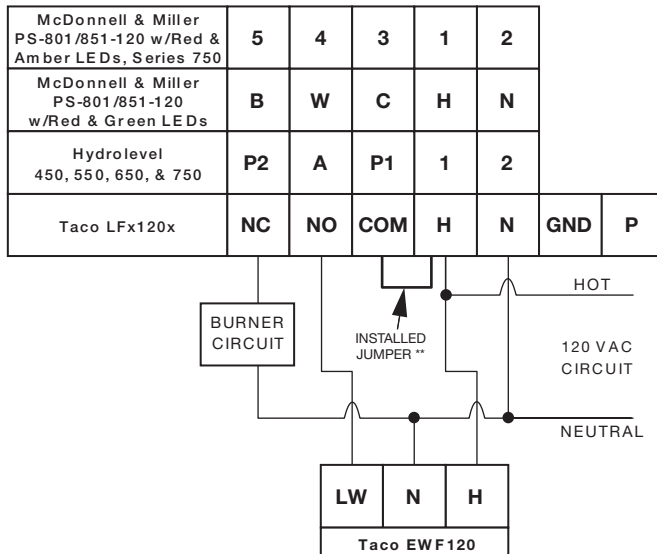 McDonnell & Miller
PS-801/851-120 w/Red &
Amber LEDs, Series 750
5 4 3 1 2
McDonnell & Miller
PS-801/851-120
w/Red & Green LEDs
B W C H N
Hydrolevel
450, 550, 650, & 750
P2 A P1 1 2
Taco LFx120x
NC NO COM H N GND P
HOT
BURNER
CIRCUIT
INSTALLED
JUMPER **
120 VAC
CIRCUIT
NEUTRAL
LW N H
Taco EWF120